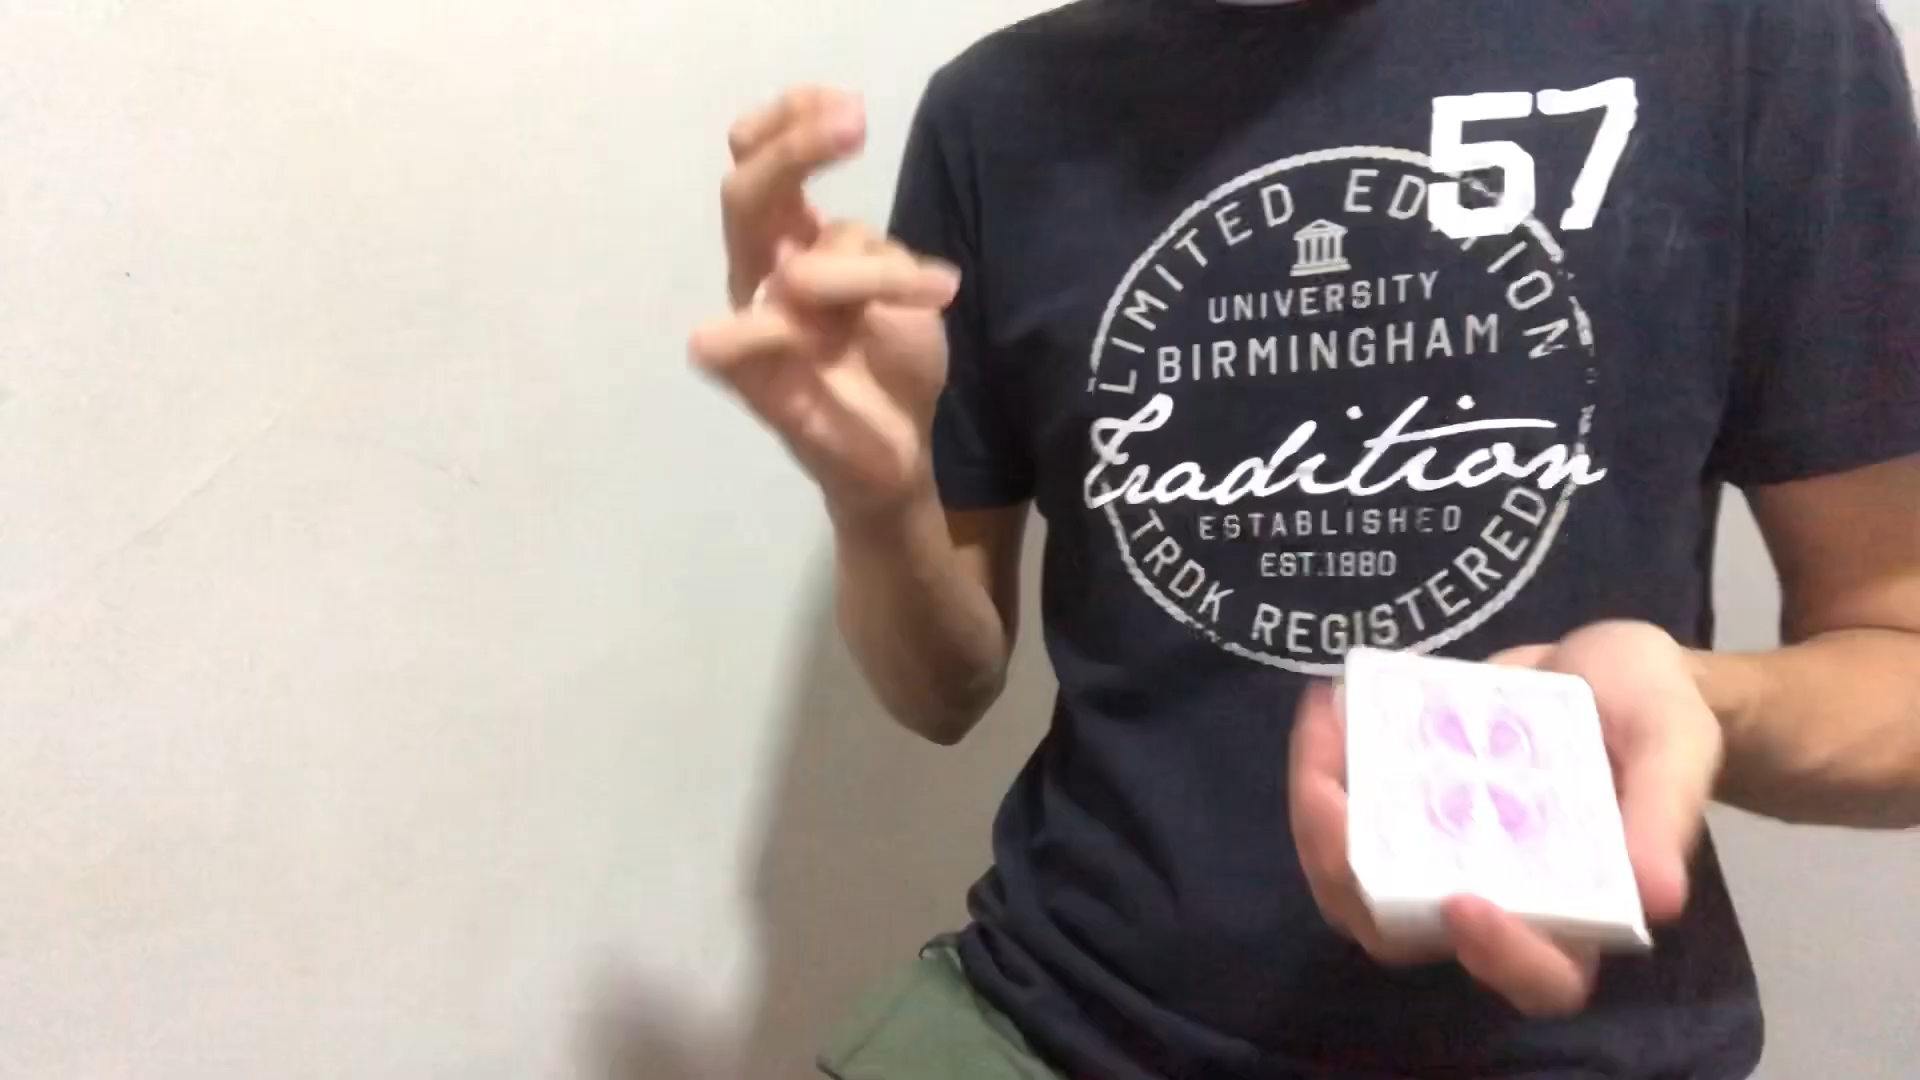 57
LIMITED EDITION
UNIVERSITY
BIRMINGHAM
Tradition
ESTABLISHED
EST.1880
TRDK REGISTERED